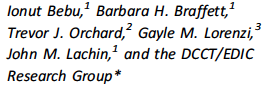 Ionut Bebu,¹ Barbara H. Braffett,¹
Trevor J. Orchard,² Gayle M. Lorenzi,³
John M. Lachin,¹ and the DCCT/EDIC
Research Group*